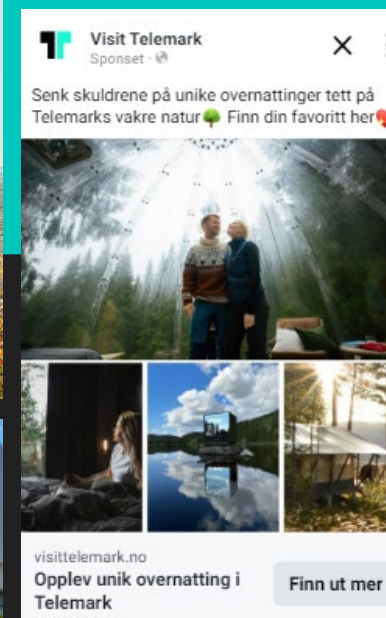 Visit Telemark
Sponset ·
Senk skuldrene på unike overnattinger tett på
Telemarks vakre natur🌳 Finn din favoritt her
visittelemark.no
Opplev unik overnatting i
Telemark
Finn ut mer